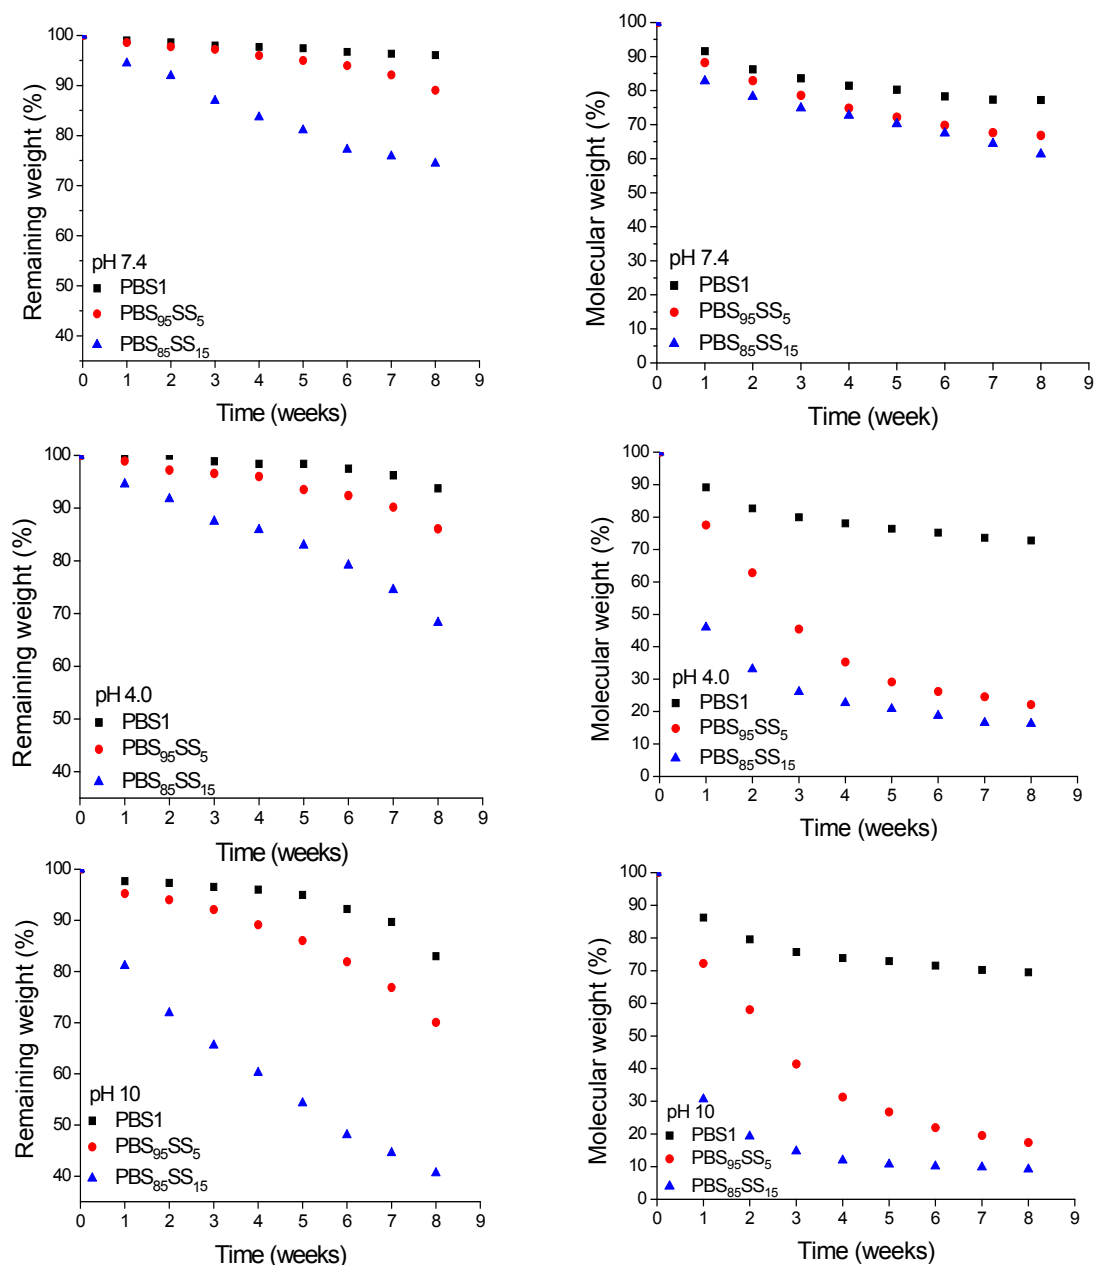 Remaining weight (%)
100
90
80
70
60
50
40
pH 7.4
PBS1
PBS95SS5
PBS85SS15
0 1 2 3 4 5 6 7 8 9
Time (weeks)
Molecular weight (%)
100
90
80
70
60
50
40
30
20
10
0
pH 7.4
PBS1
PBS95SS5
PBS85SS15
0 1 2 3 4 5 6 7 8 9
Time (week)
Remaining weight (%)
100
90
80
70
60
50
40
pH 4.0
PBS1
PBS95SS5
PBS85SS15
0 1 2 3 4 5 6 7 8 9
Time (weeks)
Molecular weight (%)
100
90
80
70
60
50
40
30
20
10
0
pH 4.0
PBS1
PBS95SS5
PBS85SS15
0 1 2 3 4 5 6 7 8 9
Time (weeks)
Remaining weight (%)
100
90
80
70
60
50
40
pH 10
PBS1
PBS95SS5
PBS85SS15
0 1 2 3 4 5 6 7 8 9
Time (weeks)
Molecular weight (%)
100
90
80
70
60
50
40
30
20
10
0
pH 10
PBS1
PBS95SS5
PBS85SS15
0 1 2 3 4 5 6 7 8 9
Time (weeks)